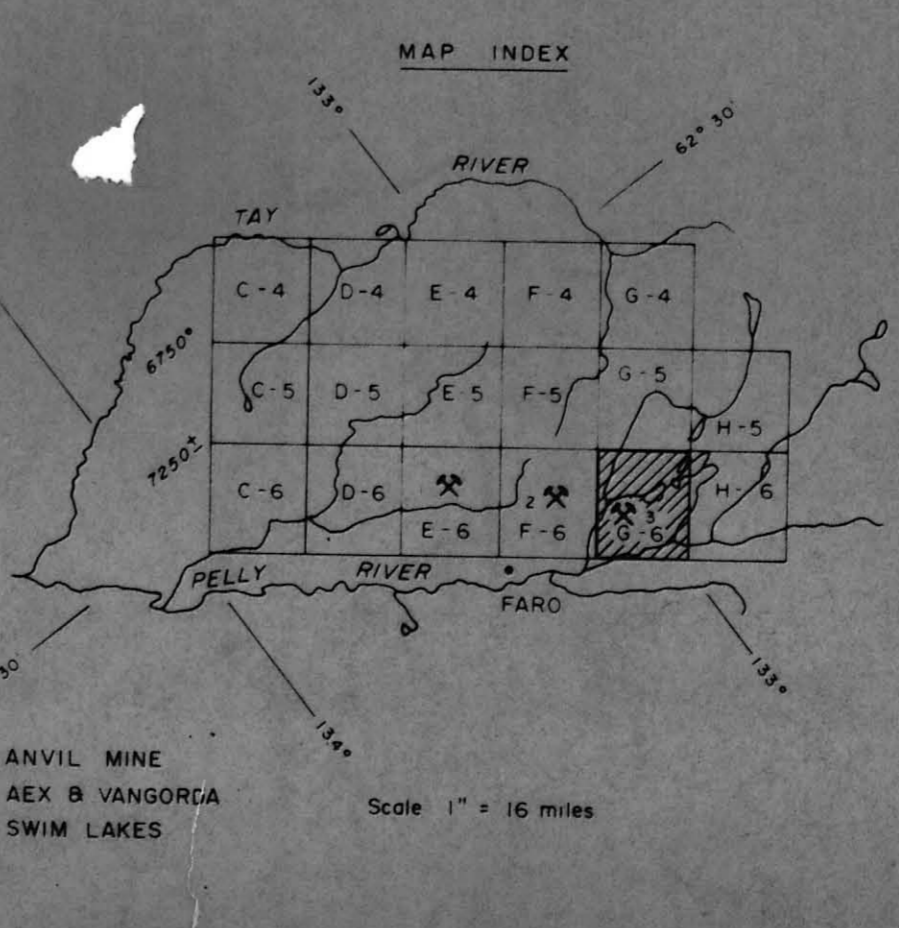 MAP INDEX
133°
62° 30'
RIVER
TAY
C-4 D-4 E-4 F-4 G-4
6750°
C-5 D-5 E-5 F-5 G-5
H-5
7250±
C-6 D-6 2 3 H-6
E-6 F-6 G-6
PELLY RIVER
FARO
30'
134°
133°
ANVIL MINE
AEX & VANGORDA
SWIM LAKES
Scale 1" = 16 miles